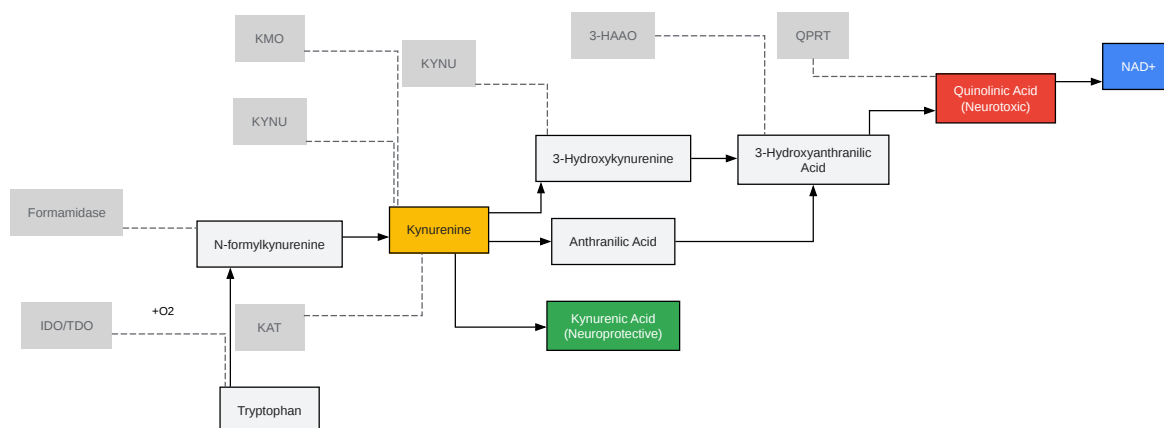 KMO
3-HAAO
QPRT
KYNU
NAD+
Quinolinic Acid
(Neurotoxic)
KYNU
3-Hydroxykynurenine
3-Hydroxyanthranilic
Acid
Formamidase
N-formylkynurenine
Kynurenine
Anthranilic Acid
+O2
IDO/TDO
KAT
Kynurenic Acid
(Neuroprotective)
Tryptophan